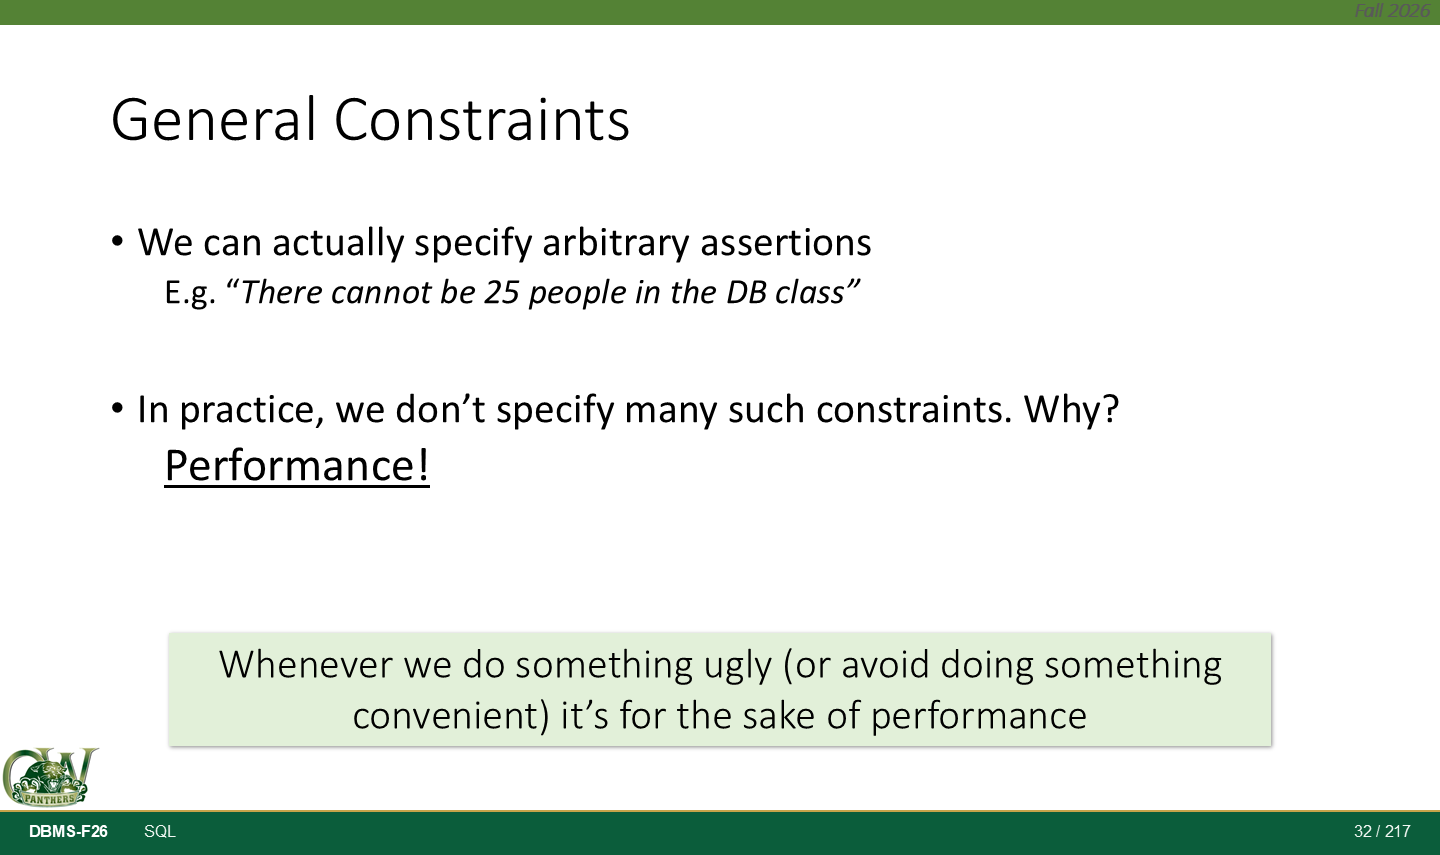 Fall 2026
General Constraints
• We can actually specify arbitrary assertions
E.g. “There cannot be 25 people in the DB class”
• In practice, we don’t specify many such constraints. Why?
Performance!
Whenever we do something ugly (or avoid doing something
convenient) it’s for the sake of performance
OW
PANTHERS
DBMS-F26 SQL 32 / 217